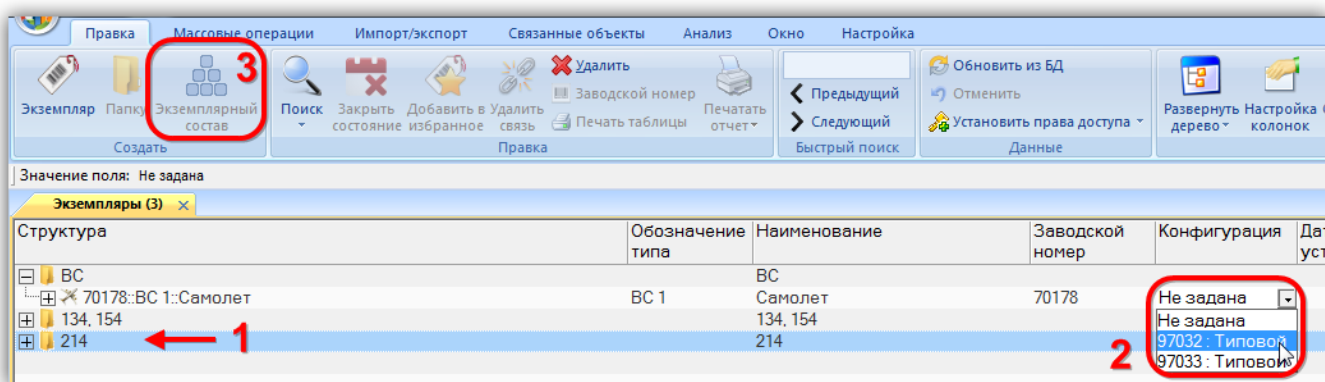 Правка Массовые операции Импорт/экспорт Связанные объекты Анализ Окно Настройка
3
Экземпляр Папку Экземплярный состав
Создать
Поиск Закрыть состояние Добавить в избранное Удалить связь
Удалить
Заводской номер
Печать таблицы
Печатать отчет
Правка
Предыдущий
Следующий
Быстрый поиск
Обновить из БД
Отменить
Установить права доступа
Данные
Развернуть дерево Настройка колонок
Значение поля: Не задана
Экземпляры (3)
Структура Обозначение типа Наименование Заводской номер Конфигурация
ВС ВС
70178::ВС 1::Самолет ВС 1 Самолет 70178 Не задана
134, 154 134, 154 Не задана
214 1 214 2 97032 : Типовой
97033 : Типовой